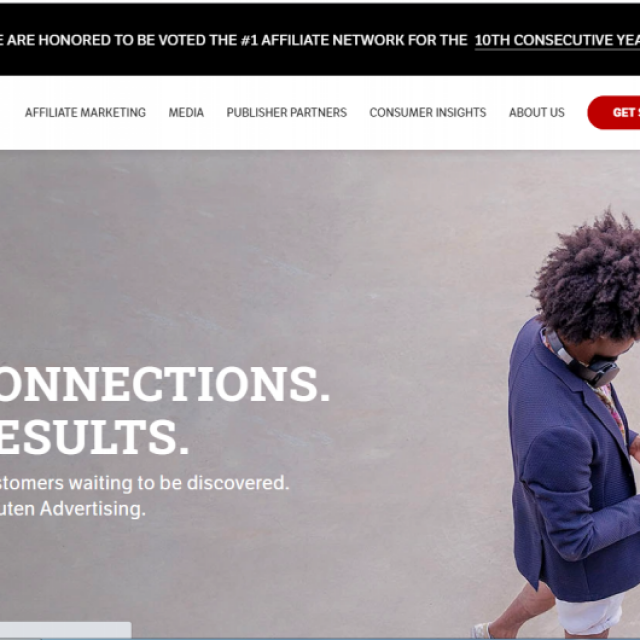 E ARE HONORED TO BE VOTED THE #1 AFFILIATE NETWORK FOR THE 10TH CONSECUTIVE YEA
AFFILIATE MARKETING MEDIA PUBLISHER PARTNERS CONSUMER INSIGHTS ABOUT US GET
ONNECTIONS.
ESULTS.
stomers waiting to be discovered.
uten Advertising.